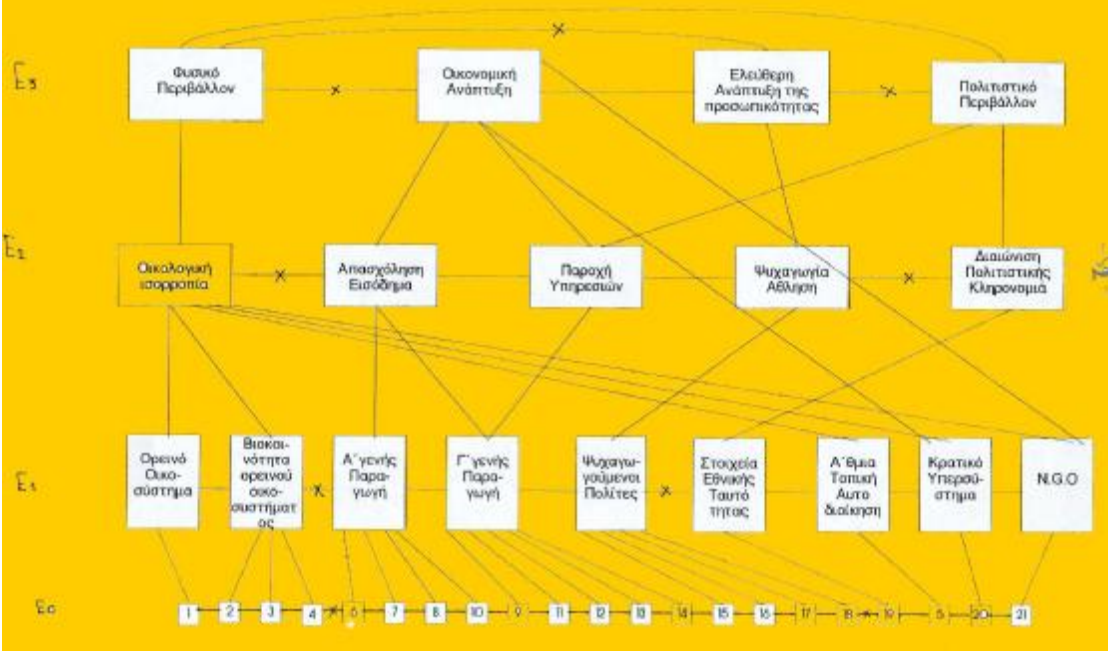 E3
Φυσικό
Περιβάλλον
Οικονομική
Ανάπτυξη
Ελεύθερη
Ανάπτυξη της
προσωπικότητας
Πολιτιστικό
Περιβάλλον
E2
Οικολογική
ισορροπία
Απασχόληση
Εισόδημα
Παροχή
Υπηρεσιών
Ψυχαγωγία
Αθληση
Διαιώνιση
Πολιτιστικής
Κληρονομιά
E1
Ορεινό
Οικο-
σύστημα
Βιοκοι-
νότητα
ορεινού
οικο-
συστήματ
ος
Α΄γενής
Παρα-
γωγή
Γ΄γενής
Παρα-
γωγή
Ψυχαγω-
γούμενοι
Πολίτες
Στοιχεία
Εθνικής
Ταυτό
τητας
Α΄θμια
Τοπική
Αυτο
διοίκηση
Κρατικό
Υπερσύ-
στημα
N.G.O
E0
1 2 3 4 6 7 8 10 9 11 12 13 14 15 16 17 18 19 5 20 21